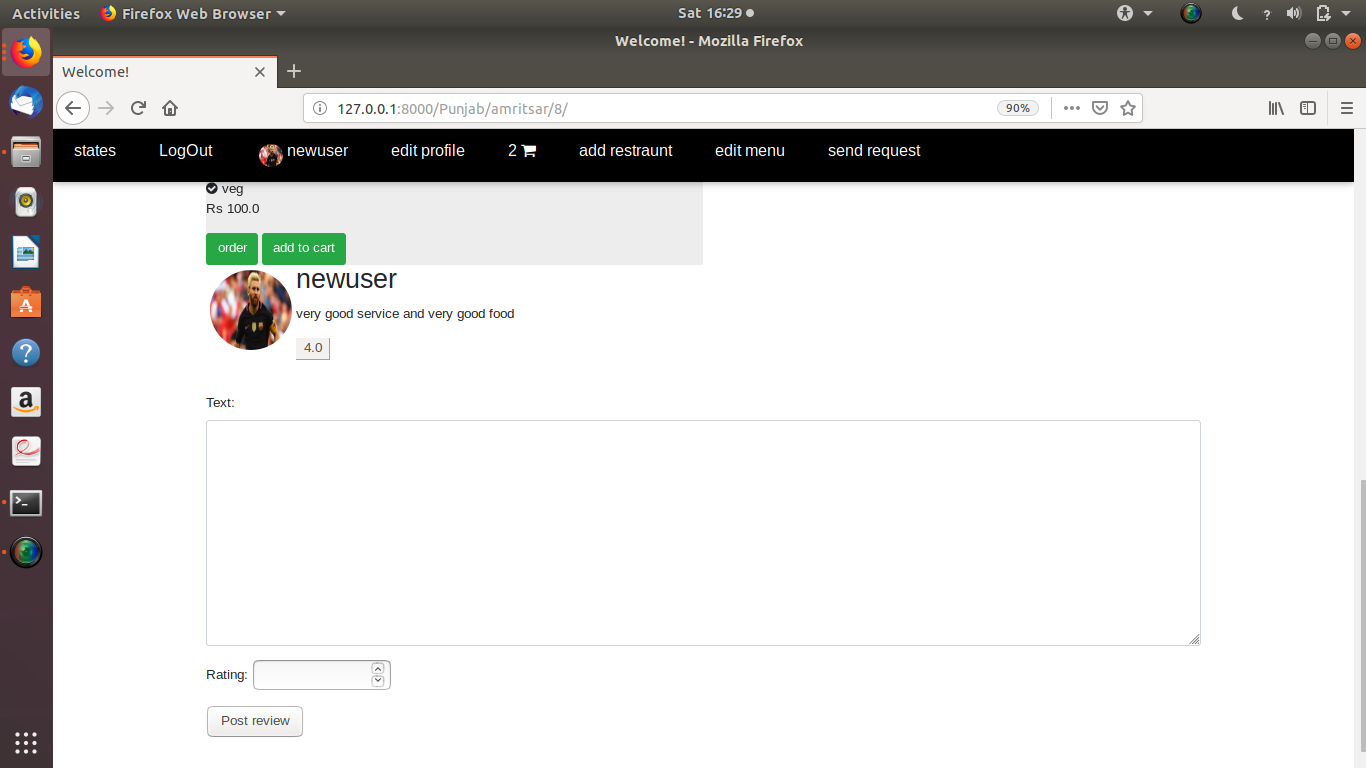 Activities Firefox Web Browser Sat 16:29
Welcome! - Mozilla Firefox
Welcome!
127.0.0.1:8000/Punjab/amritsar/8/ 90%
states LogOut newuser edit profile 2 add restraunt edit menu send request
veg
Rs 100.0
order add to cart
newuser
very good service and very good food
4.0
Text:
Rating:
Post review